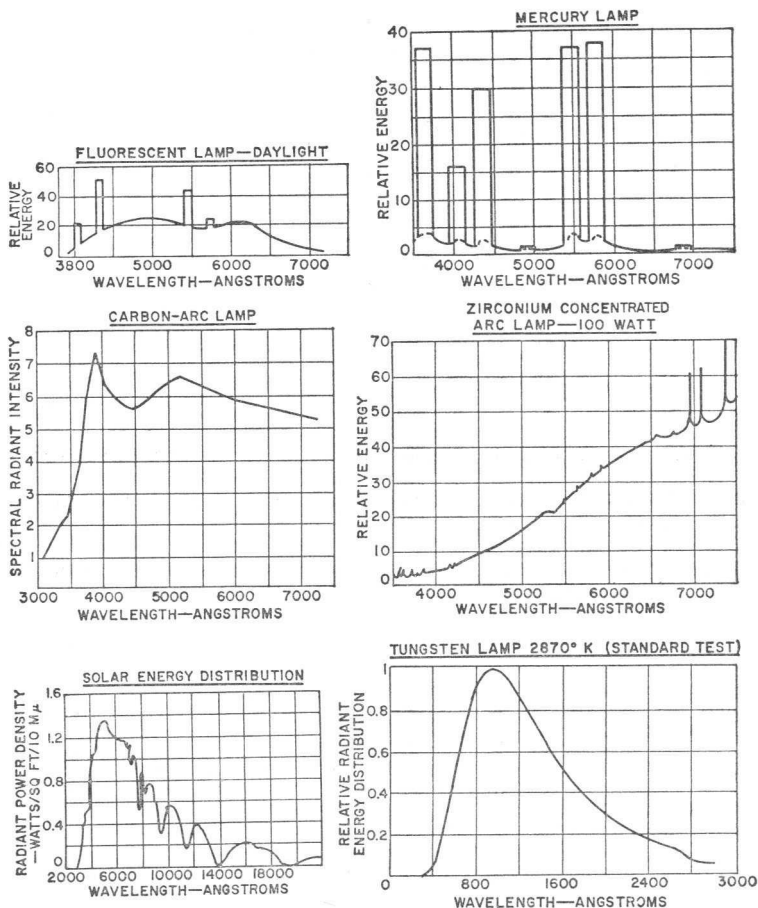 MERCURY LAMP
40
35
30
25
20
15
10
5
0
RELATIVE ENERGY
4000 5000 6000 7000
WAVELENGTH—ANGSTROMS
FLUORESCENT LAMP—DAYLIGHT
60
40
20
0
RELATIVE
ENERGY
3800 5000 6000 7000
WAVELENGTH—ANGSTROMS
CARBON-ARC LAMP
8
7
6
5
4
3
2
1
SPECTRAL RADIANT INTENSITY
3000 4000 5000 6000 7000
WAVELENGTH—ANGSTROMS
ZIRCONIUM CONCENTRATED
ARC LAMP—100 WATT
70
60
50
40
30
20
10
0
RELATIVE ENERGY
4000 5000 6000 7000
WAVELENGTH—ANGSTROMS
SOLAR ENERGY DISTRIBUTION
1.6
1.2
0.8
0.4
0
RADIANT POWER DENSITY
—WATTS/SQ FT/10 Mµ
2000 6000 10000 14000 18000
WAVELENGTH—ANGSTROMS
TUNGSTEN LAMP 2870° K (STANDARD TEST)
1
0.8
0.6
0.4
0.2
RELATIVE RADIANT
ENERGY DISTRIBUTION
0 800 1600 2400 3000
WAVELENGTH—ANGSTROMS